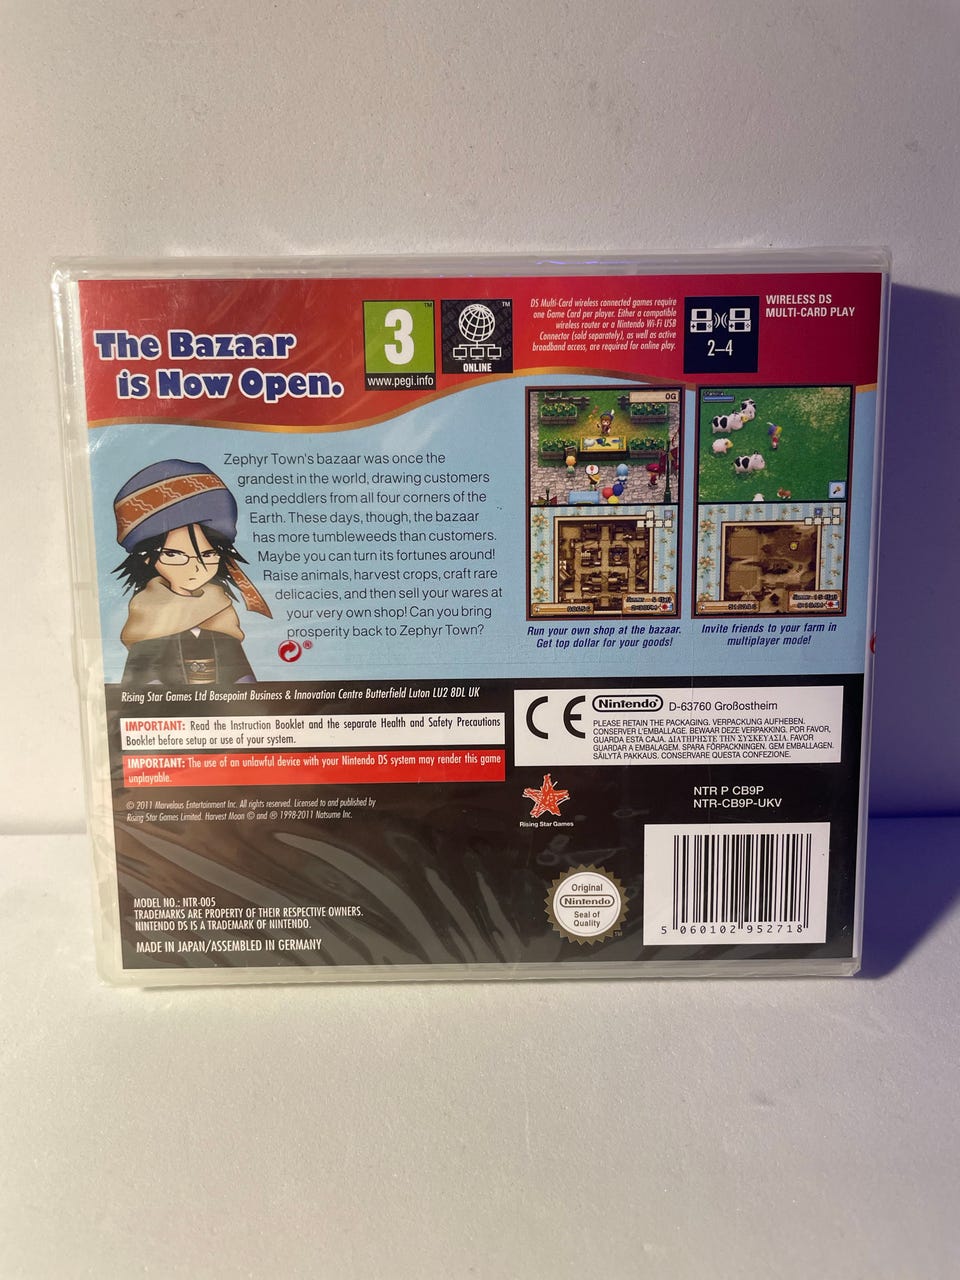 The Bazaar
is Now Open.
3
™
www.pegi.info
™
ONLINE
DS Multi-Card wireless connected games require
one Game Card per player. Either a compatible
wireless router or a Nintendo Wi-Fi USB
Connector (sold separately), as well as active
broadband access, are required for online play.
2–4
WIRELESS DS
MULTI-CARD PLAY
Zephyr Town's bazaar was once the
grandest in the world, drawing customers
and peddlers from all four corners of the
Earth. These days, though, the bazaar
has more tumbleweeds than customers.
Maybe you can turn its fortunes around!
Raise animals, harvest crops, craft rare
delicacies, and then sell your wares at
your very own shop! Can you bring
prosperity back to Zephyr Town?
®
0G
Run your own shop at the bazaar.
Get top dollar for your goods!
Invite friends to your farm in
multiplayer mode!
Rising Star Games Ltd Basepoint Business & Innovation Centre Butterfield Luton LU2 8DL UK
IMPORTANT: Read the Instruction Booklet and the separate Health and Safety Precautions
Booklet before setup or use of your system.
IMPORTANT: The use of an unlawful device with your Nintendo DS system may render this game
unplayable.
© 2011 Marvelous Entertainment Inc. All rights reserved. Licensed to and published by
Rising Star Games Limited. Harvest Moon © and ® 1998-2011 Natsume Inc.
CE
Nintendo
D-63760 Großostheim
PLEASE RETAIN THE PACKAGING. VERPACKUNG AUFHEBEN.
CONSERVER L'EMBALLAGE. BEWAAR DEZE VERPAKKING. POR FAVOR,
GUARDA ESTA CAJA. ΔΙΑΤΗΡΗΣΤΕ ΤΗΝ ΣΥΣΚΕΥΑΣΙΑ. FAVOR
GUARDAR A EMBALAGEM. SPARA FÖRPACKNINGEN. GEM EMBALLAGEN.
SÄILYTÄ PAKKAUS. CONSERVARE QUESTA CONFEZIONE.
Rising Star Games
NTR P CB9P
NTR-CB9P-UKV
Original
Nintendo
Seal of
Quality
™
5 060102 952718
MODEL NO.: NTR-005
TRADEMARKS ARE PROPERTY OF THEIR RESPECTIVE OWNERS.
NINTENDO DS IS A TRADEMARK OF NINTENDO.
MADE IN JAPAN/ASSEMBLED IN GERMANY